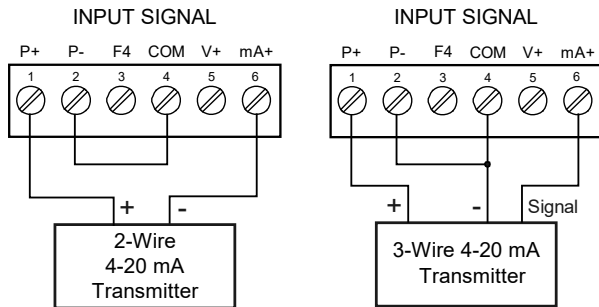 INPUT SIGNAL
P+ P- F4 COM V+ mA+
1 2 3 4 5 6
+ -
2-Wire
4-20 mA
Transmitter
INPUT SIGNAL
P+ P- F4 COM V+ mA+
1 2 3 4 5 6
+ - Signal
3-Wire 4-20 mA
Transmitter